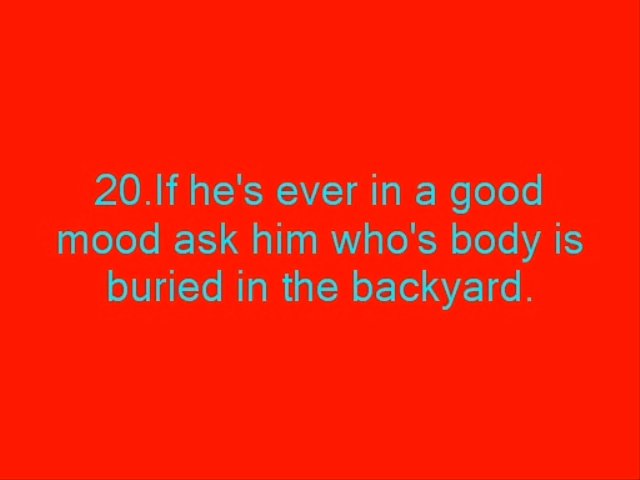 20.If he's ever in a good
mood ask him who's body is
buried in the backyard.